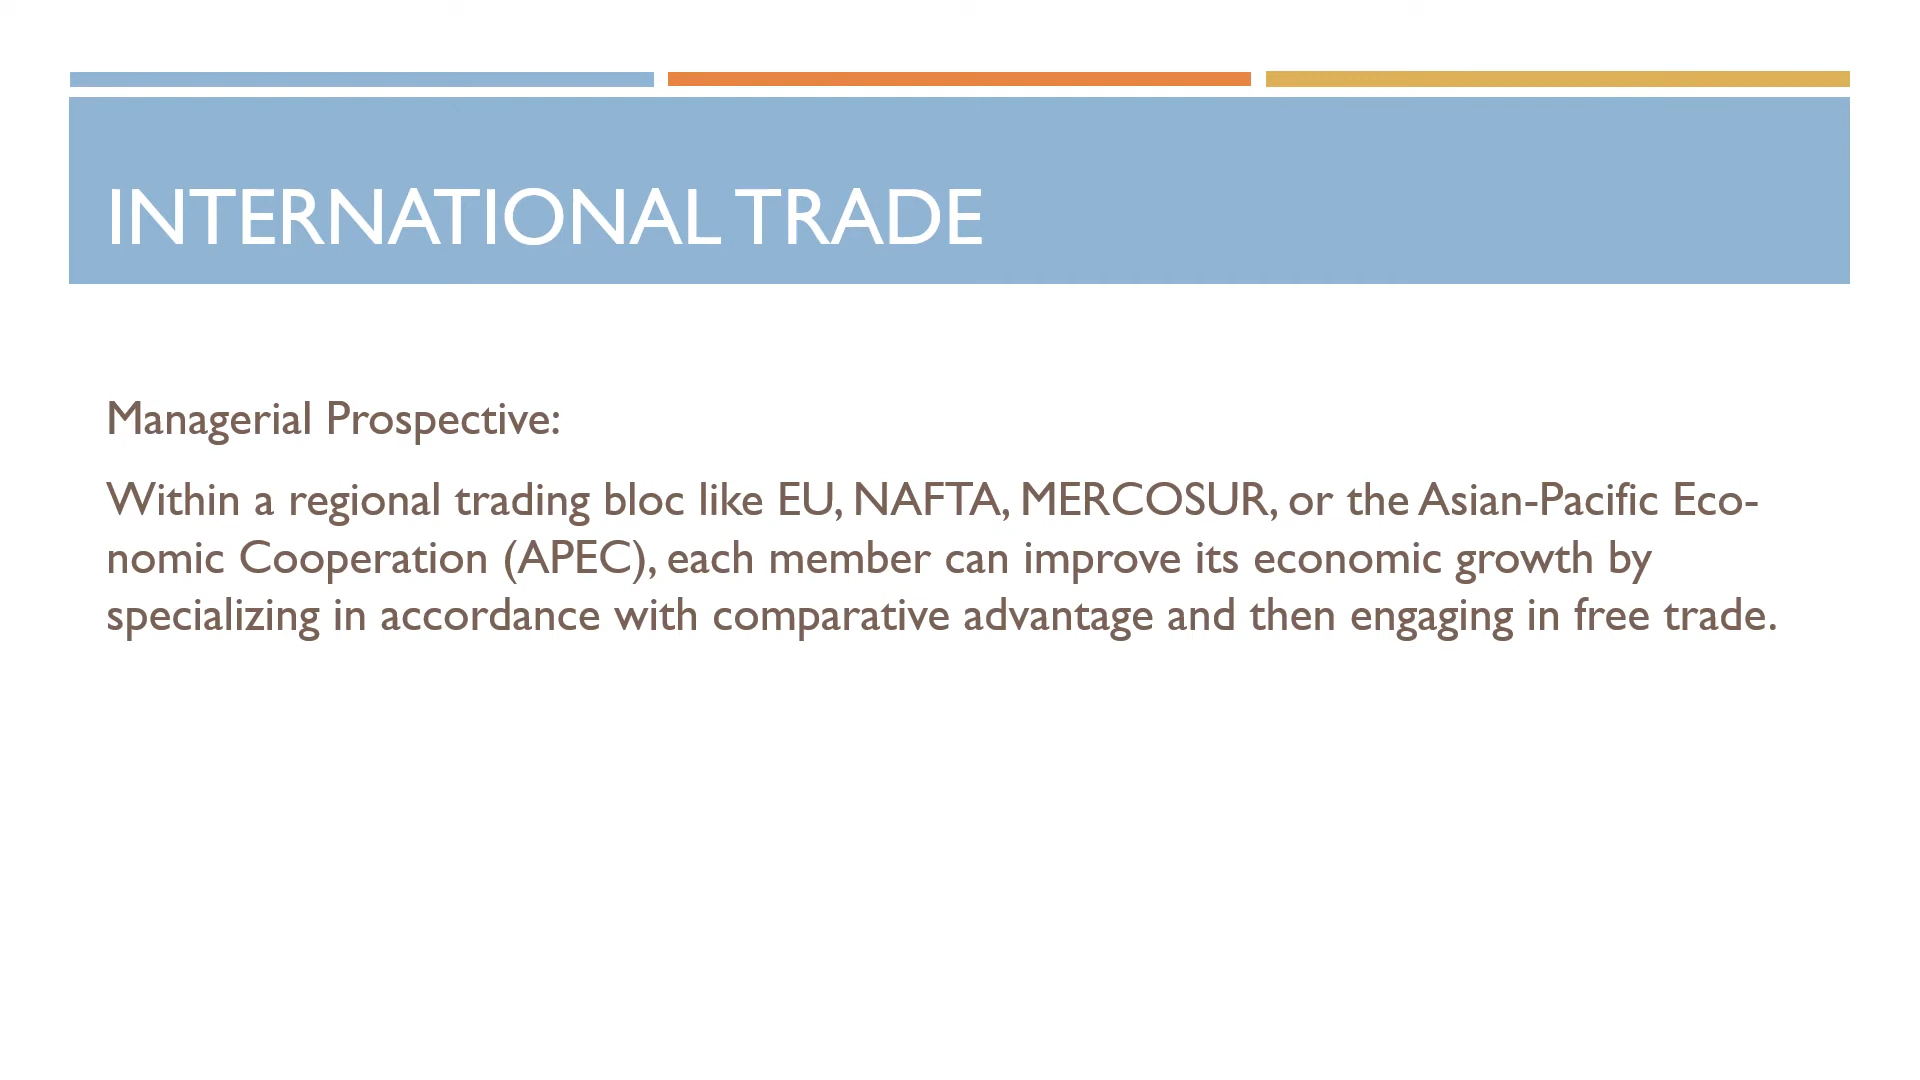 INTERNATIONAL TRADE
Managerial Prospective:
Within a regional trading bloc like EU, NAFTA, MERCOSUR, or the Asian-Pacific Eco-
nomic Cooperation (APEC), each member can improve its economic growth by
specializing in accordance with comparative advantage and then engaging in free trade.